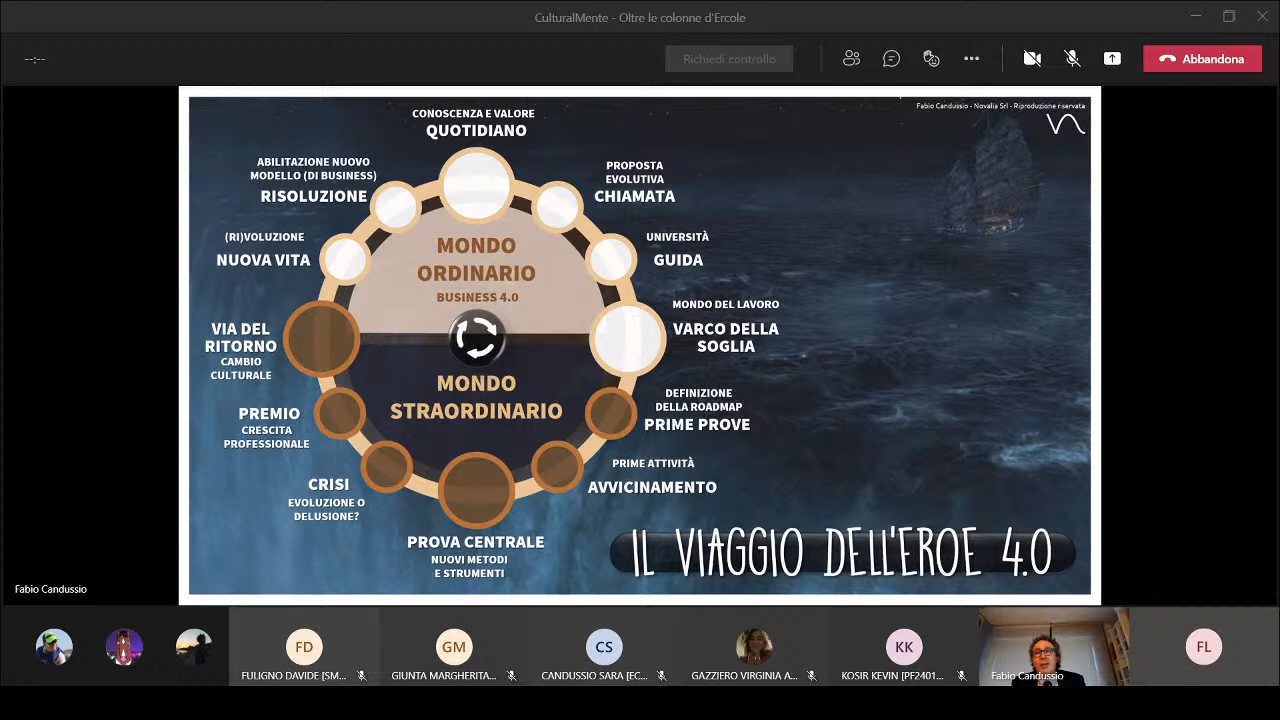 CulturalMente - Oltre le colonne d'Ercole
--:--
Richiedi controllo
Abbandona
Fabio Candussio - Novalia Srl - Riproduzione riservata
CONOSCENZA E VALORE
QUOTIDIANO
PROPOSTA
EVOLUTIVA
CHIAMATA
UNIVERSITÀ
GUIDA
MONDO DEL LAVORO
VARCO DELLA
SOGLIA
DEFINIZIONE
DELLA ROADMAP
PRIME PROVE
PRIME ATTIVITÀ
AVVICINAMENTO
PROVA CENTRALE
NUOVI METODI
E STRUMENTI
CRISI
EVOLUZIONE O
DELUSIONE?
PREMIO
CRESCITA
PROFESSIONALE
VIA DEL
RITORNO
CAMBIO
CULTURALE
(RI)VOLUZIONE
NUOVA VITA
ABILITAZIONE NUOVO
MODELLO (DI BUSINESS)
RISOLUZIONE
MONDO
ORDINARIO
BUSINESS 4.0
MONDO
STRAORDINARIO
IL VIAGGIO DELL'EROE 4.0
Fabio Candussio
FD
FULIGNO DAVIDE [SM...
GM
GIUNTA MARGHERITA...
CS
CANDUSSIO SARA [EC...
GAZZIERO VIRGINIA A...
KK
KOSIR KEVIN [PF2401...
Fabio Candussio
FL